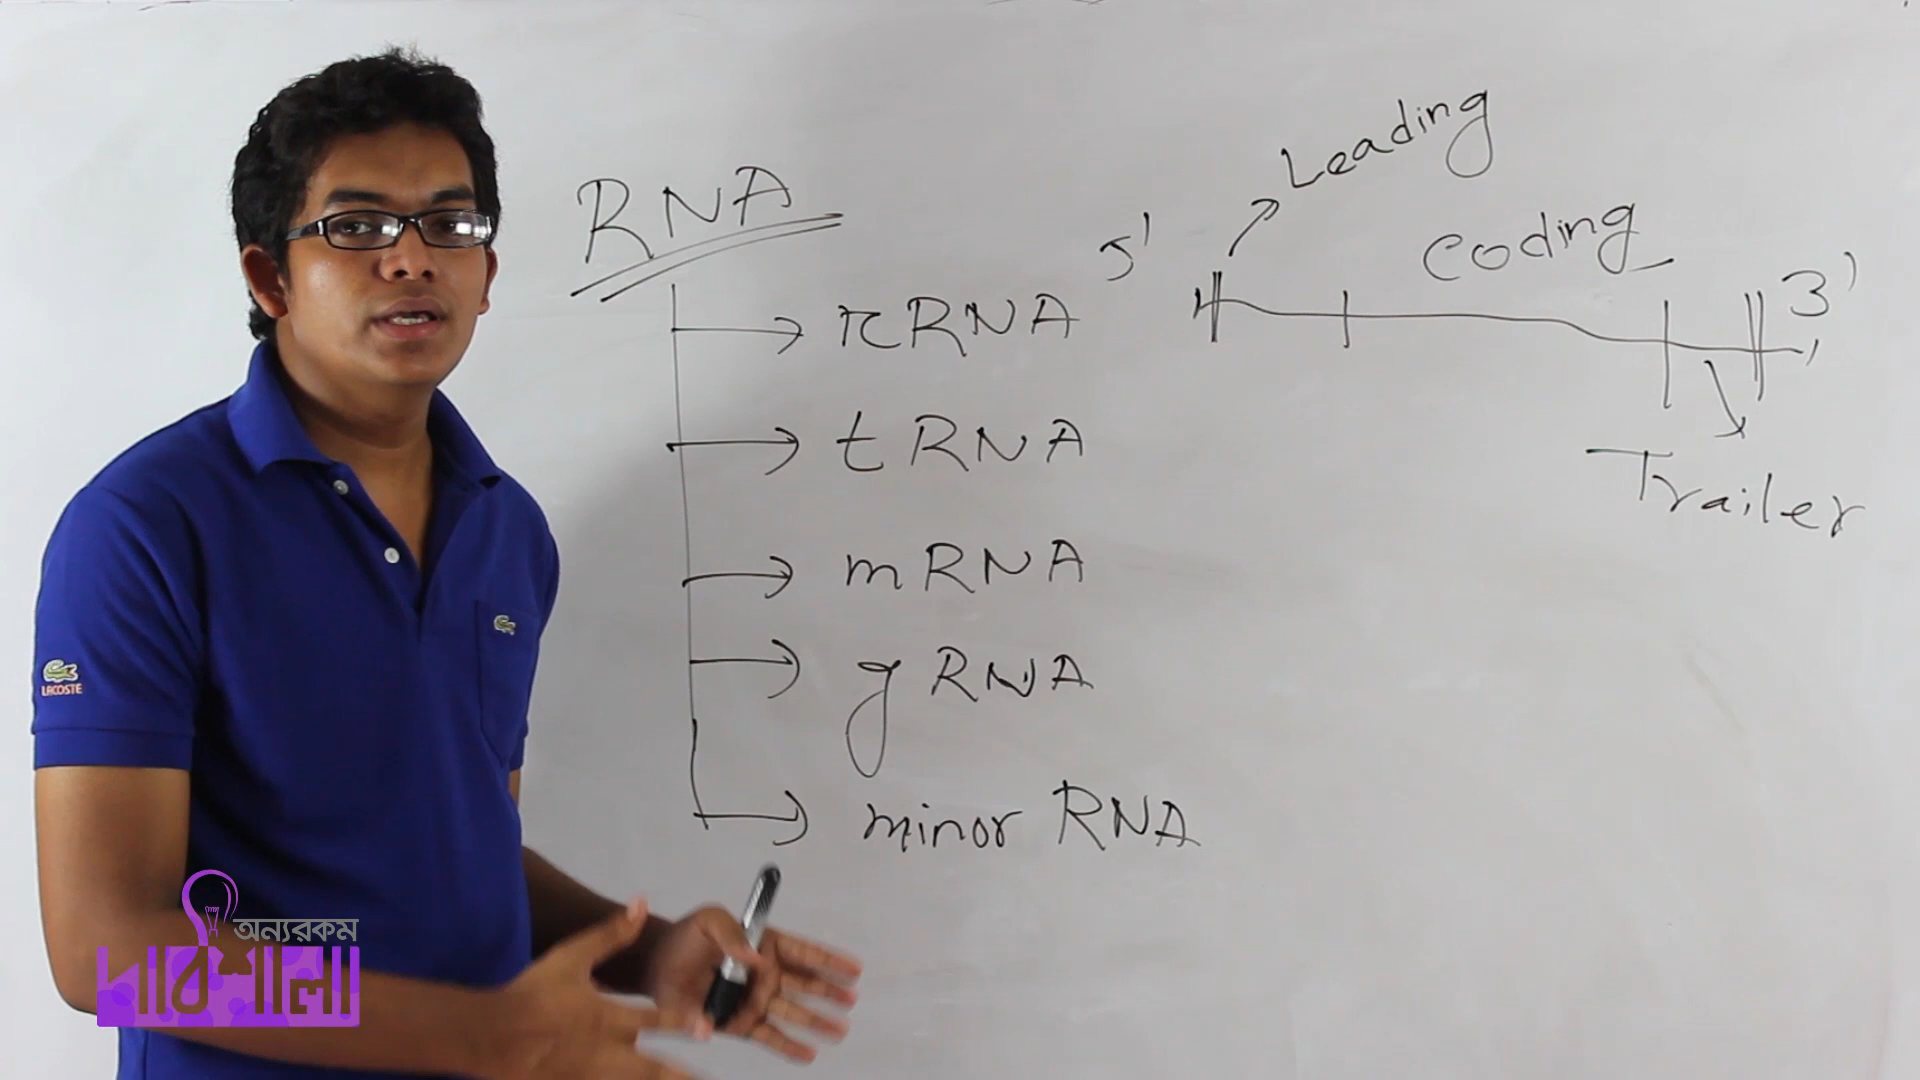 RNA
rRNA
tRNA
mRNA
gRNA
minor RNA
Leading
5'
Coding
3'
Trailer
LACOSTE
অন্যরকম
পাঠশালা